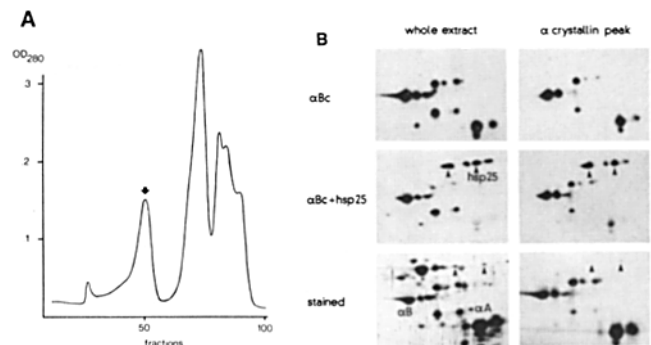 A
OD280
3
2
1
50
100
fractions
B
whole extract
α crystallin peak
αBc
αBc+hsp25
hsp25
stained
αB
+αA